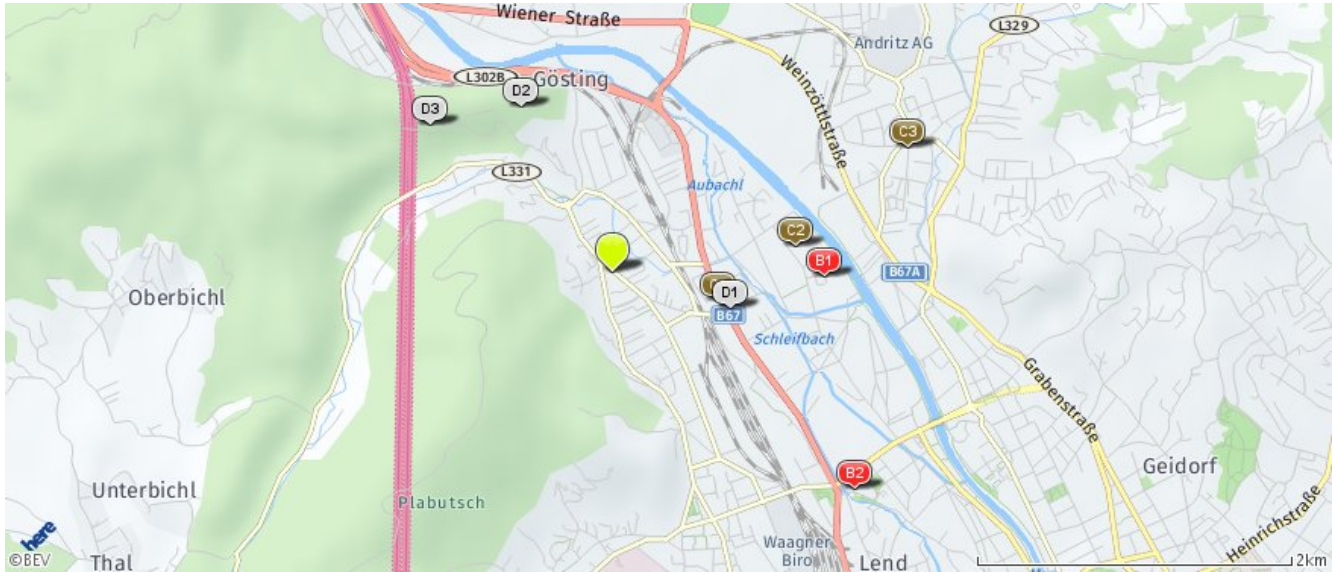 Wiener Straße
L329
Andritz AG
L302B
Gösting
D2
D3
Weinzöttlstraße
C3
L331
Aubachl
C2
B1
B67A
Oberbichl
D1
B67
Schleifbach
Grabenstraße
Geidorf
B2
Unterbichl
Plabutsch
Heinrichstraße
here
Waagner
Biro
©BEV
Thal
Lend
2km